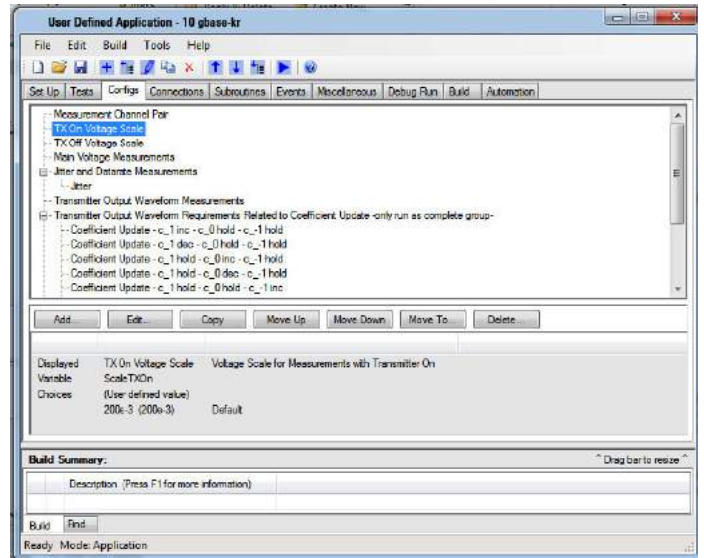 User Defined Application - 10 gbase-kr
File Edit Build Tools Help
Set Up Tests Configs Connections Subroutines Events Miscellaneous Debug Run Build Automation
Measurement Channel Pair
TX On Voltage Scale
TX Off Voltage Scale
Main Voltage Measurements
Jitter and Datarate Measurements
Jitter
Transmitter Output Waveform Measurements
Transmitter Output Waveform Requirements Related to Coefficient Update -only run as complete group-
Coefficient Update - c_1 inc - c_0 hold - c_-1 hold
Coefficient Update - c_1 dec - c_0 hold - c_-1 hold
Coefficient Update - c_1 hold - c_0 inc - c_-1 hold
Coefficient Update - c_1 hold - c_0 dec - c_-1 hold
Coefficient Update - c_1 hold - c_0 hold - c_-1 inc
Add... Edit... Copy Move Up Move Down Move To... Delete...
Displayed TX On Voltage Scale Voltage Scale for Measurements with Transmitter On
Variable ScaleTXOn
Choices (User defined value)
200e-3 (200e-3) Default
Build Summary: ^ Drag bar to resize ^
Description (Press F1 for more information)
Build Find
Ready Mode: Application